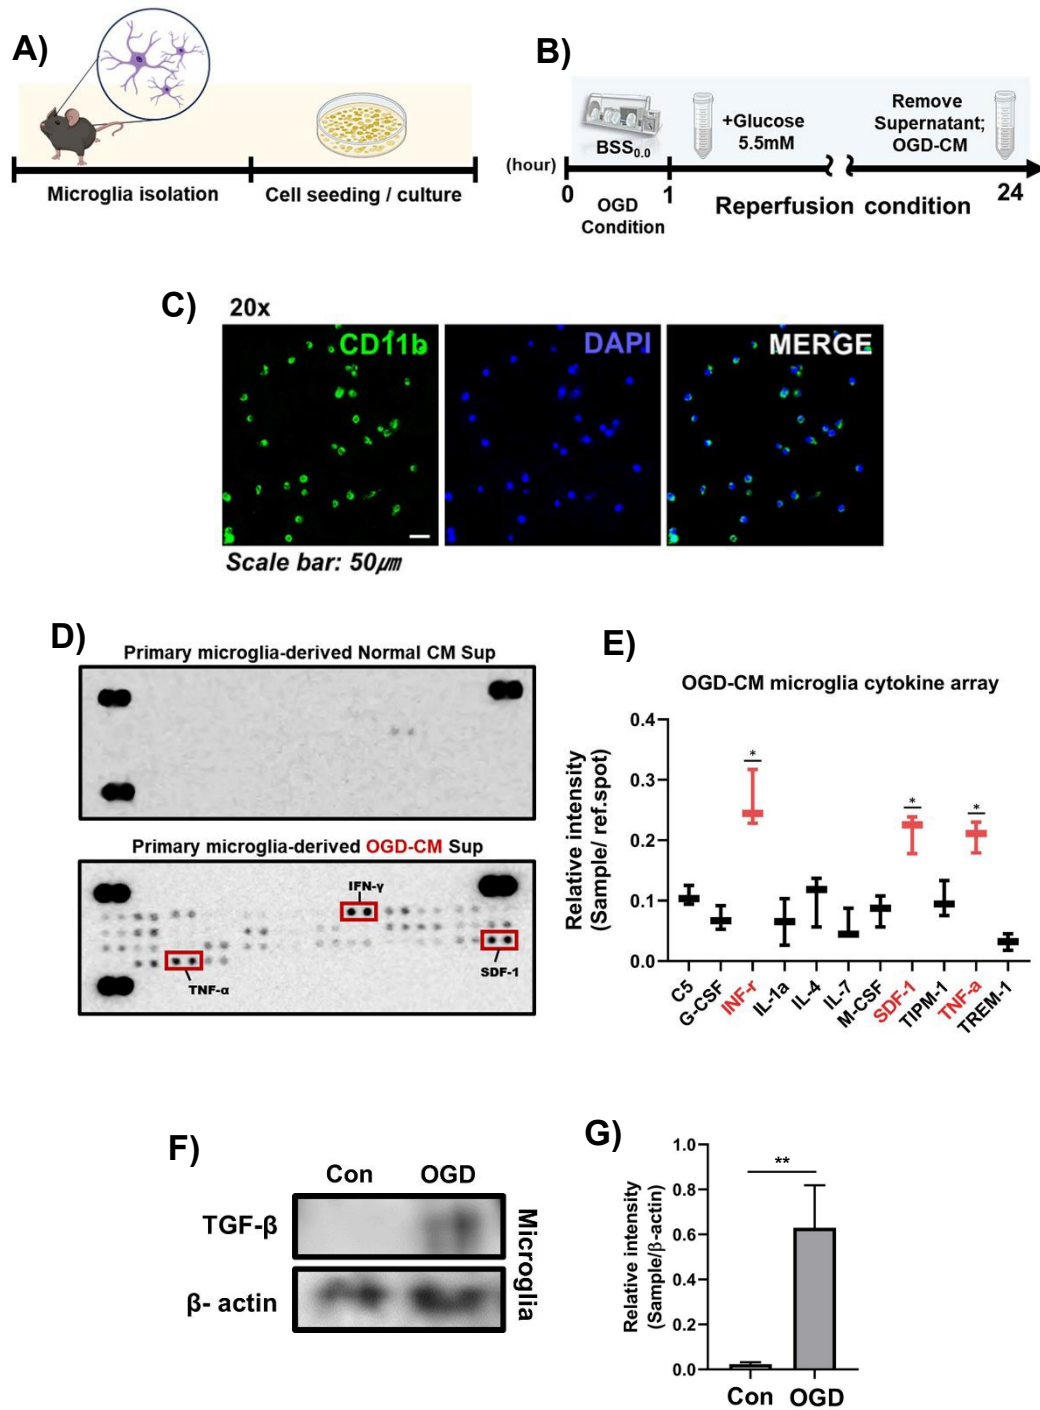 A)
Microglia isolation
Cell seeding / culture
B)
BSS0.0
+Glucose
5.5mM
Remove
Supernatant;
OGD-CM
(hour)
0
1
24
OGD
Condition
Reperfusion condition
C)
20x
CD11b
DAPI
MERGE
Scale bar: 50㎛
D)
Primary microglia-derived Normal CM Sup
Primary microglia-derived OGD-CM Sup
IFN-γ
TNF-α
SDF-1
E)
OGD-CM microglia cytokine array
Relative intensity
(Sample/ ref.spot)
0.4
0.3
0.2
0.1
0.0
*
*
*
C5
G-CSF
INF-r
IL-1a
IL-4
IL-7
M-CSF
SDF-1
TIPM-1
TNF-a
TREM-1
F)
Con
OGD
TGF-β
β- actin
Microglia
G)
Relative intensity
(Sample/β-actin)
1.0
0.8
0.6
0.4
0.2
0.0
**
Con
OGD